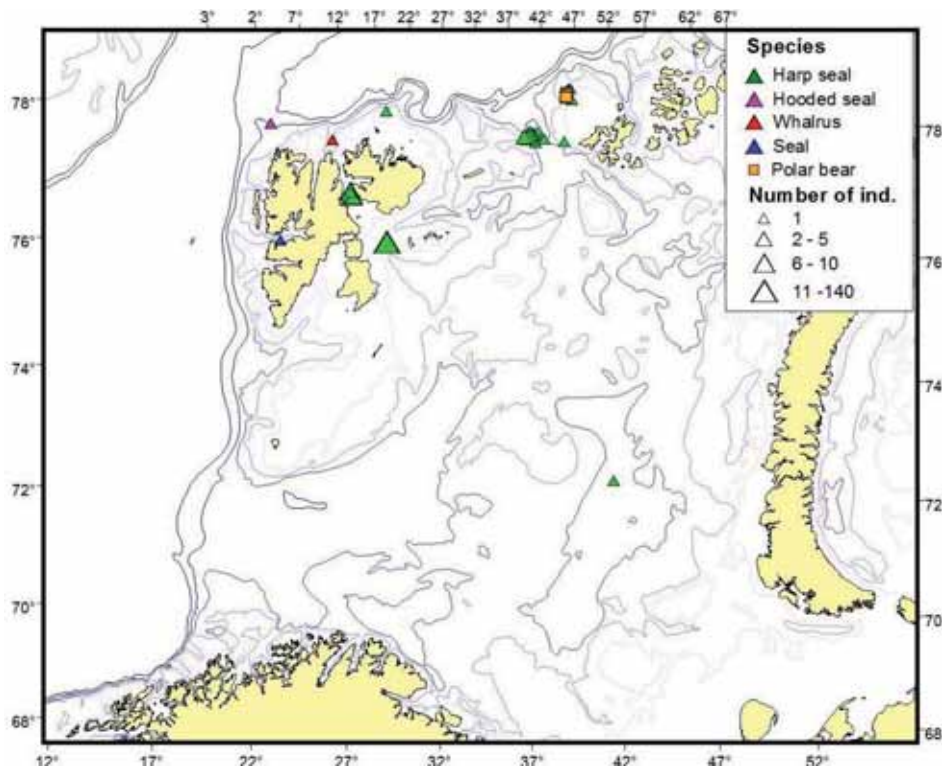 3° 2° 7° 12° 17° 22° 27° 32° 37° 42° 47° 52° 57° 62° 67°
Species
Harp seal
Hooded seal
Whalrus
Seal
Polar bear
Number of ind.
1
2 - 5
6 - 10
11 -140
78° 78
76° 76
74° 74
72° 72
70° 70
68° 68
12° 17° 22° 27° 32° 37° 42° 47° 52°